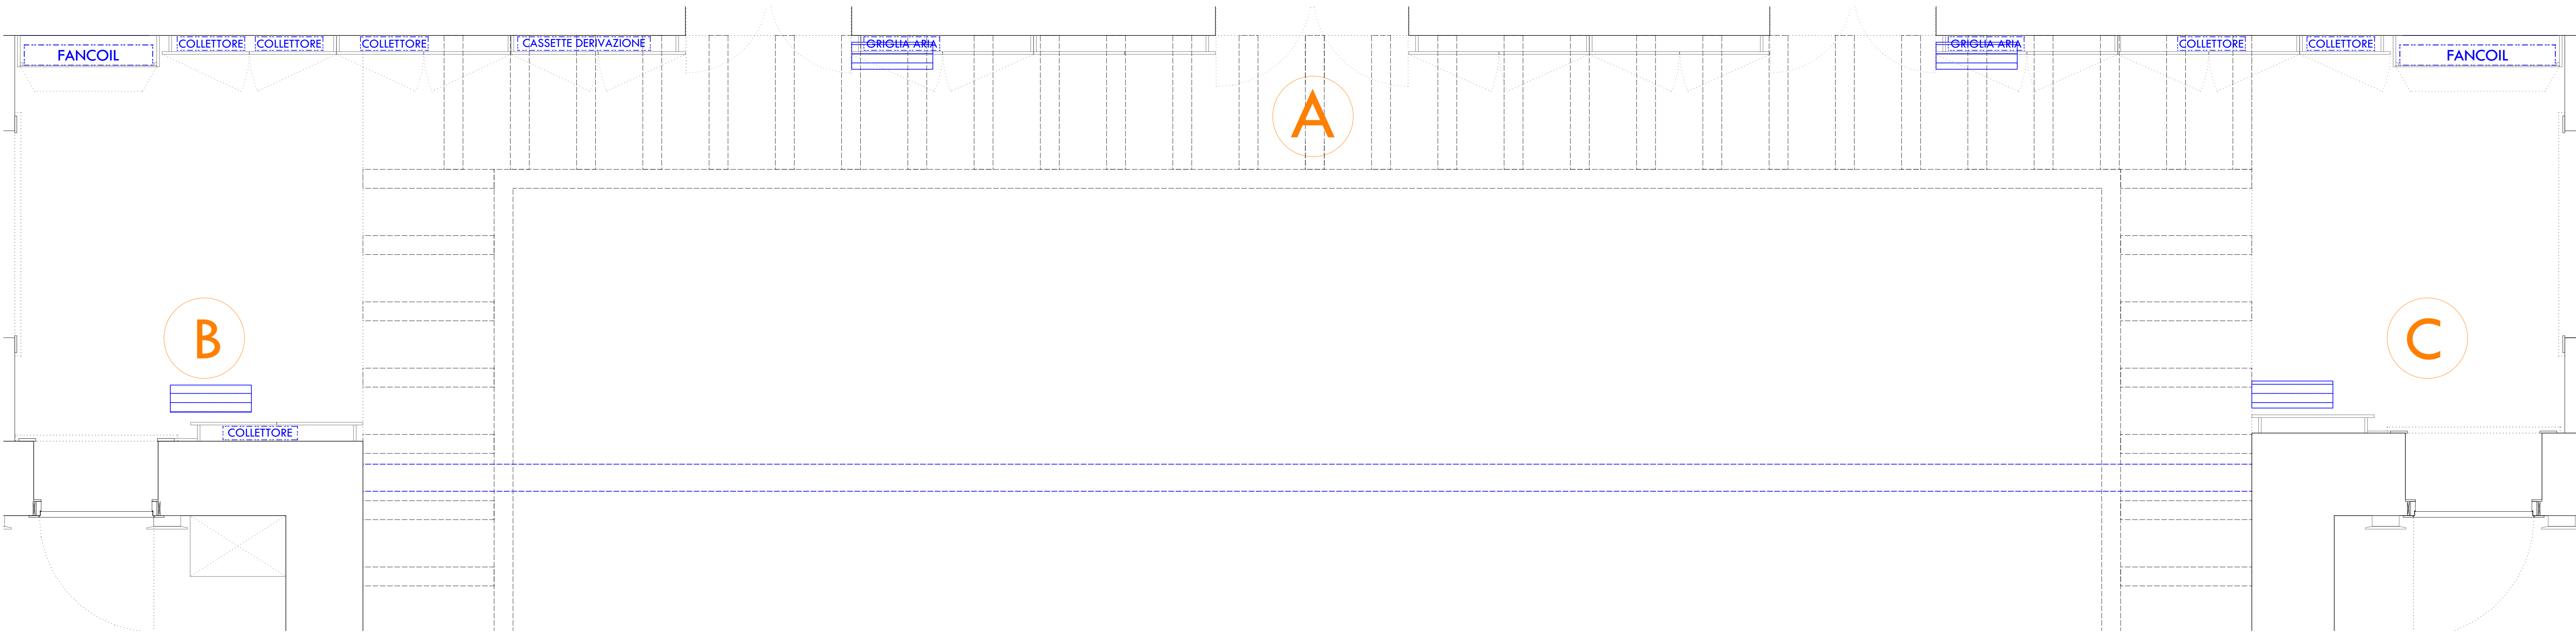 COLLETTORE COLLETTORE COLLETTORE CASSETTE DERIVAZIONE GRIGLIA ARIA GRIGLIA ARIA COLLETTORE COLLETTORE
FANCOIL FANCOIL
A
B C
COLLETTORE